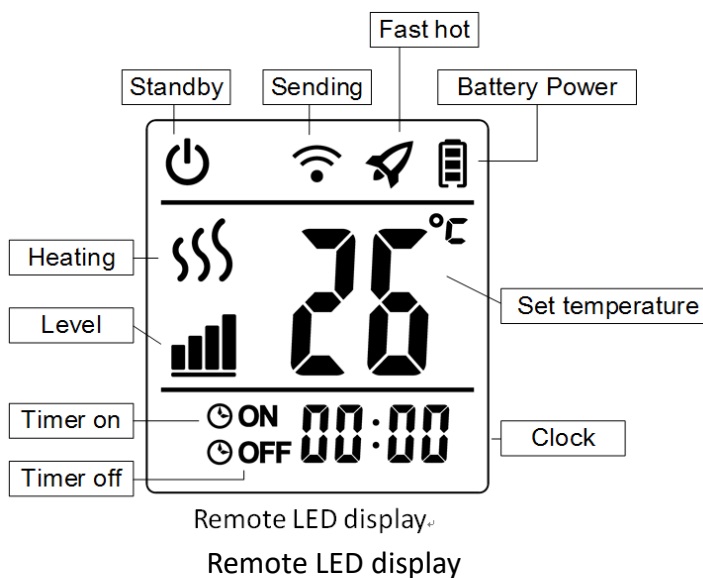 Fast hot
Standby
Sending
Battery Power
°C
Heating
26
Set temperature
Level
Timer on
ON
00:00
Clock
OFF
Timer off
Remote LED display
Remote LED display